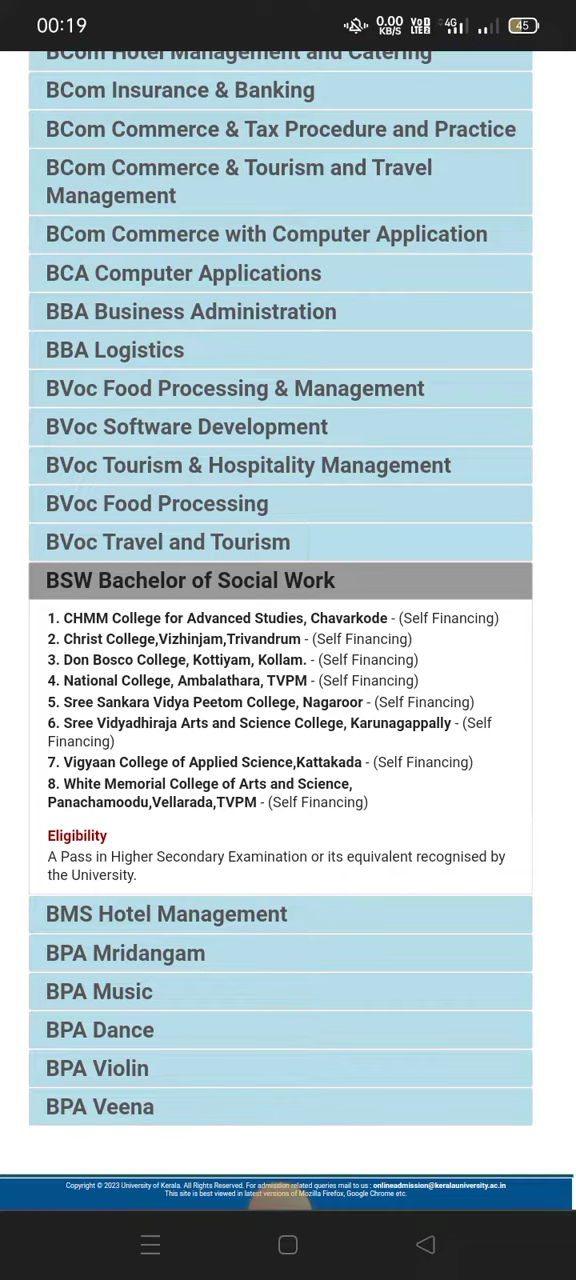 00:19
0.00
KB/S
Vo D
LTE 2
4G
45
BCom Hotel Management and Catering
BCom Insurance & Banking
BCom Commerce & Tax Procedure and Practice
BCom Commerce & Tourism and Travel
Management
BCom Commerce with Computer Application
BCA Computer Applications
BBA Business Administration
BBA Logistics
BVoc Food Processing & Management
BVoc Software Development
BVoc Tourism & Hospitality Management
BVoc Food Processing
BVoc Travel and Tourism
BSW Bachelor of Social Work
1. CHMM College for Advanced Studies, Chavarkode - (Self Financing)
2. Christ College,Vizhinjam,Trivandrum - (Self Financing)
3. Don Bosco College, Kottiyam, Kollam. - (Self Financing)
4. National College, Ambalathara, TVPM - (Self Financing)
5. Sree Sankara Vidya Peetom College, Nagaroor - (Self Financing)
6. Sree Vidyadhiraja Arts and Science College, Karunagappally - (Self
Financing)
7. Vigyaan College of Applied Science,Kattakada - (Self Financing)
8. White Memorial College of Arts and Science,
Panachamoodu,Vellarada,TVPM - (Self Financing)
Eligibility
A Pass in Higher Secondary Examination or its equivalent recognised by
the University.
BMS Hotel Management
BPA Mridangam
BPA Music
BPA Dance
BPA Violin
BPA Veena
Copyright © 2023 University of Kerala. All Rights Reserved. For admission related queries mail to us : onlineadmission@keralauniversity.ac.in
This site is best viewed in latest versions of Mozilla Firefox, Google Chrome etc.